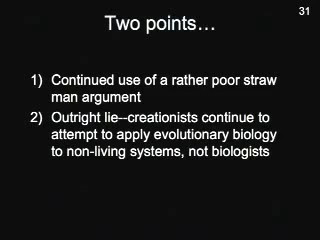 31
Two points…
1) Continued use of a rather poor straw
man argument
2) Outright lie--creationists continue to
attempt to apply evolutionary biology
to non-living systems, not biologists